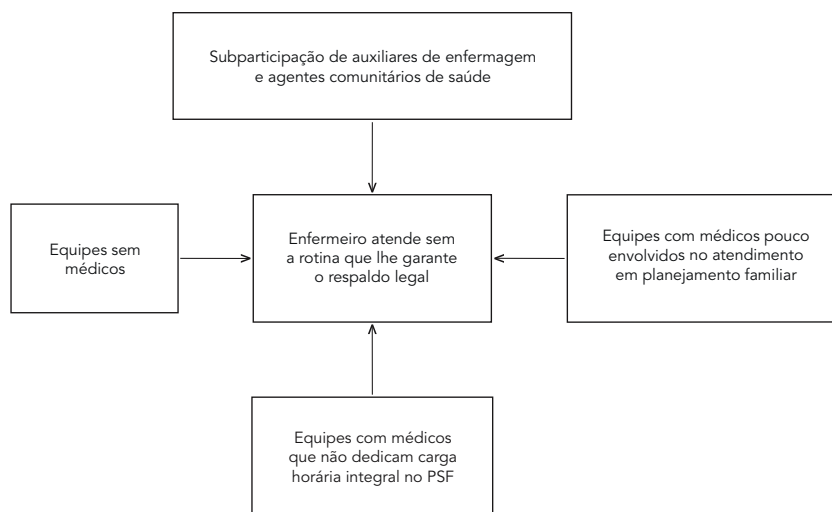 Subparticipação de auxiliares de enfermagem
e agentes comunitários de saúde
Equipes sem
médicos
Enfermeiro atende sem
a rotina que lhe garante
o respaldo legal
Equipes com médicos pouco
envolvidos no atendimento
em planejamento familiar
Equipes com médicos
que não dedicam carga
horária integral no PSF